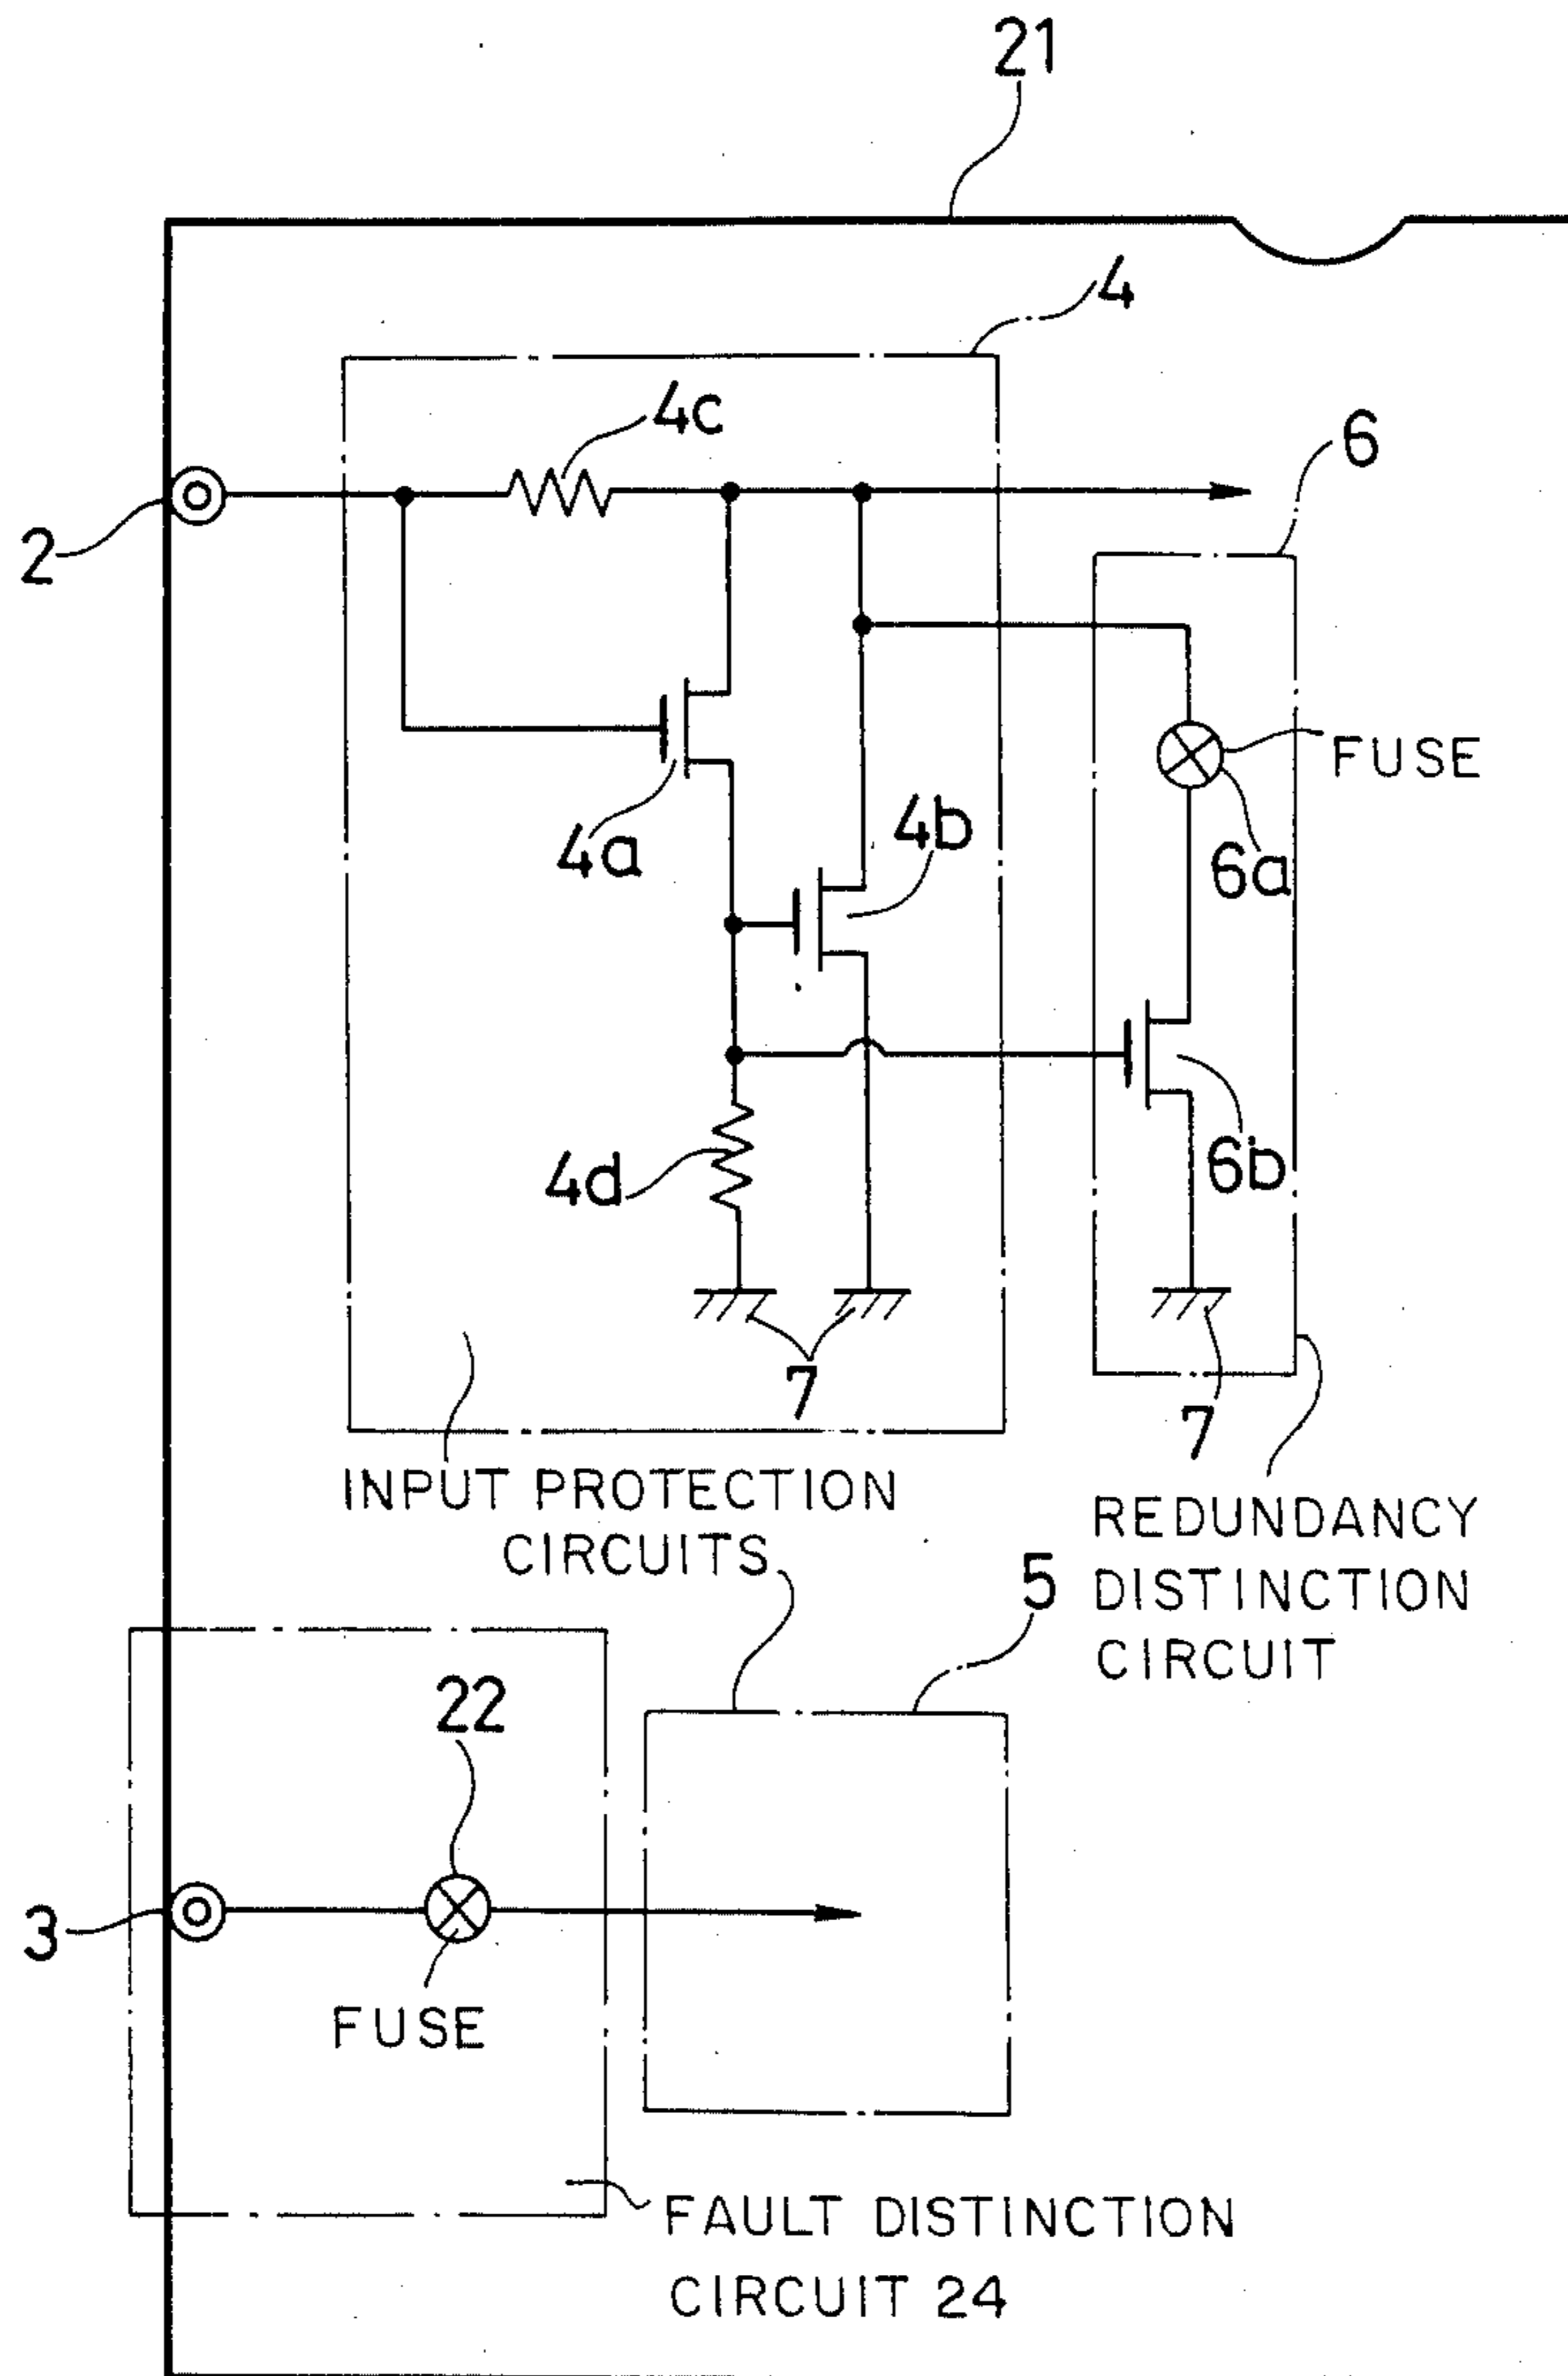 21
4
4c
6
2
FUSE
4a
4b
6a
4d
6b
7
7
INPUT PROTECTION
CIRCUITS
REDUNDANCY
DISTINCTION
CIRCUIT
5
22
3
FUSE
FAULT DISTINCTION
CIRCUIT 24